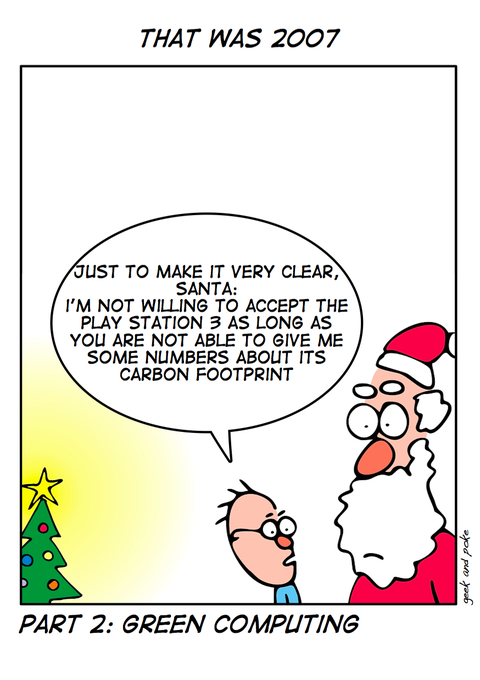 THAT WAS 2007
JUST TO MAKE IT VERY CLEAR,
SANTA:
I'M NOT WILLING TO ACCEPT THE
PLAY STATION 3 AS LONG AS
YOU ARE NOT ABLE TO GIVE ME
SOME NUMBERS ABOUT ITS
CARBON FOOTPRINT
geek and poke
PART 2: GREEN COMPUTING